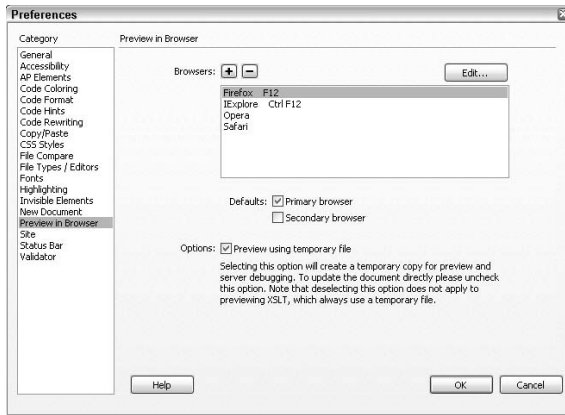 Preferences
Category
Preview in Browser
General
Accessibility
AP Elements
Code Coloring
Code Format
Code Hints
Code Rewriting
Copy/Paste
CSS Styles
File Compare
File Types / Editors
Fonts
Highlighting
Invisible Elements
New Document
Preview in Browser
Site
Status Bar
Validator
Browsers:
Edit...
Firefox F12
IExplore Ctrl F12
Opera
Safari
Defaults: Primary browser
Secondary browser
Options: Preview using temporary file
Selecting this option will create a temporary copy for preview and
server debugging. To update the document directly please uncheck
this option. Note that deselecting this option does not apply to
previewing XSLT, which always use a temporary file.
Help
OK
Cancel